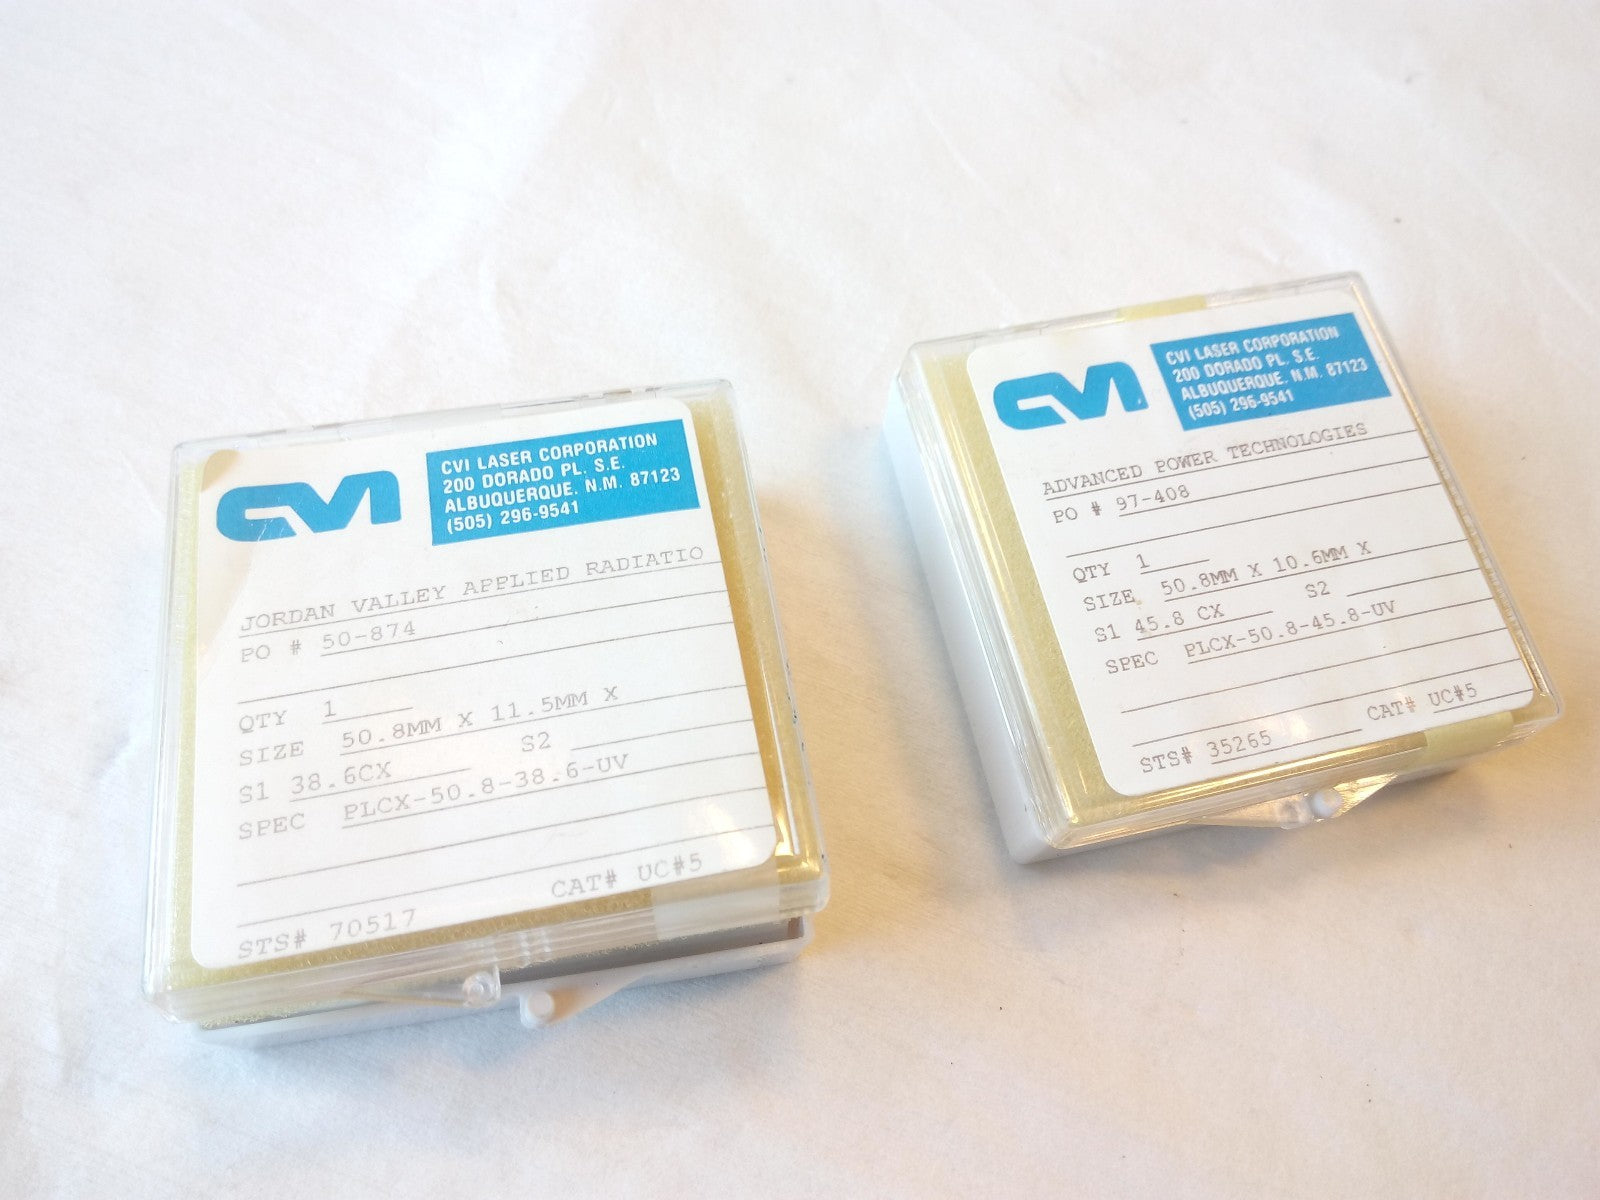 CVI
CVI LASER CORPORATION
200 DORADO PL. S.E.
ALBUQUERQUE, N.M. 87123
(505) 296-9541
JORDAN VALLEY APPLIED RADIATIO
PO # 50-874
QTY 1
SIZE 50.8MM X 11.5MM X
S1 38.6CX S2
SPEC PLCX-50.8-38.6-UV
CAT# UC#5
STS# 70517
CVI
CVI LASER CORPORATION
200 DORADO PL. S.E.
ALBUQUERQUE, N.M. 87123
(505) 296-9541
ADVANCED POWER TECHNOLOGIES
PO # 97-408
QTY 1
SIZE 50.8MM X 10.6MM X
S1 45.8 CX S2
SPEC PLCX-50.8-45.8-UV
CAT# UC#5
STS# 35265